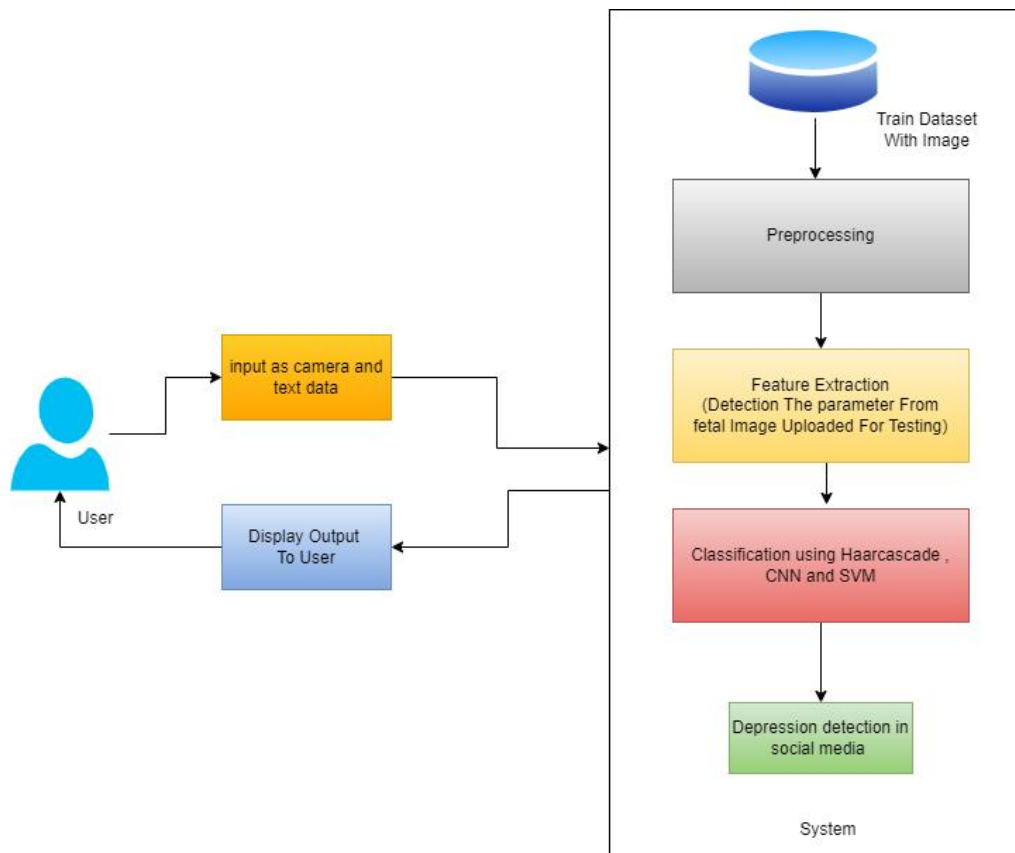 Train Dataset
With Image
Preprocessing
input as camera and
text data
Feature Extraction
(Detection The parameter From
fetal Image Uploaded For Testing)
User
Display Output
To User
Classification using Haarcascade ,
CNN and SVM
Depression detection in
social media
System